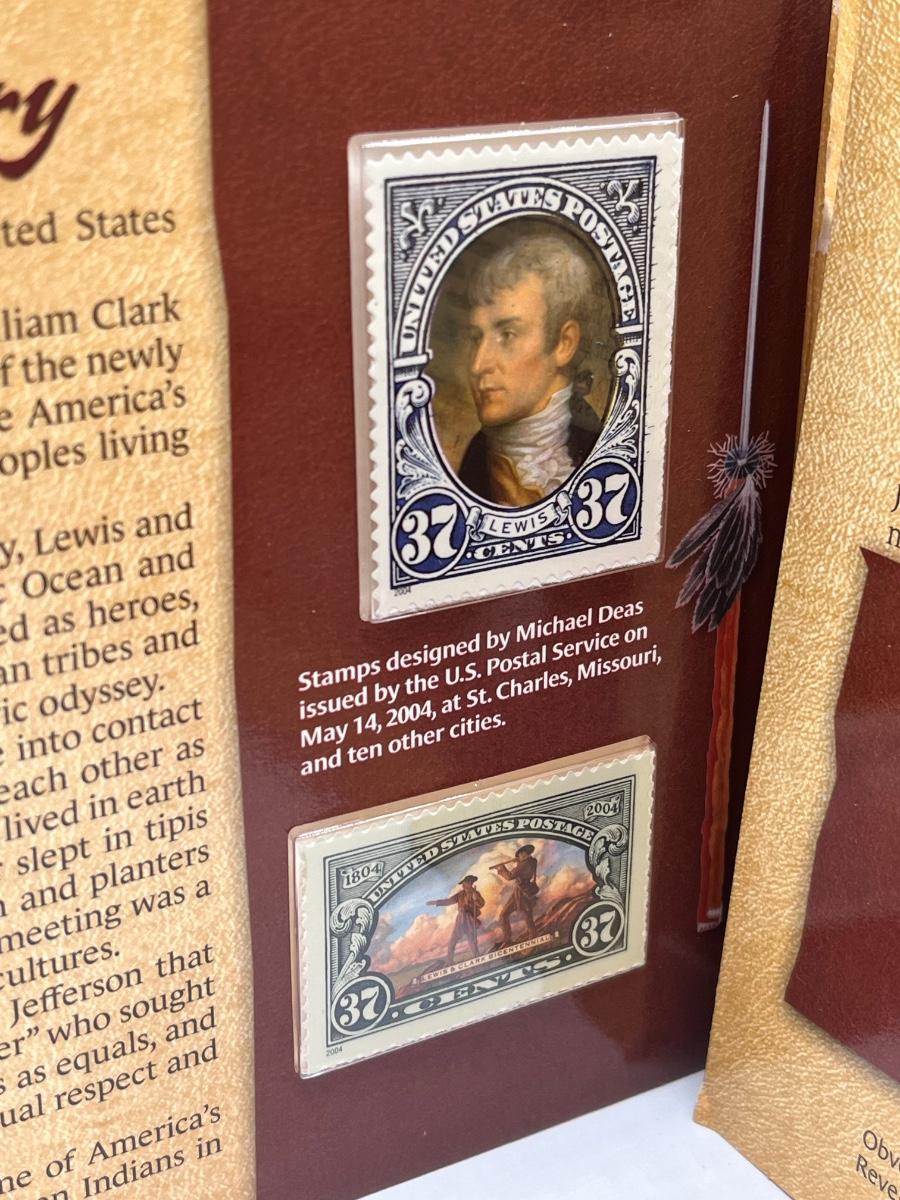 ry
ted States
liam Clark
f the newly
e America's
oples living
y, Lewis and
Ocean and
ed as heroes,
an tribes and
ic odyssey.
into contact
each other as
lived in earth
slept in tipis
and planters
meeting was a
cultures.
Jefferson that
er" who sought
s as equals, and
ual respect and
ne of America's
n Indians in
UNITED STATES POSTAGE
37 LEWIS 37
·CENTS·
2004
Stamps designed by Michael Deas
issued by the U.S. Postal Service on
May 14, 2004, at St. Charles, Missouri,
and ten other cities.
1804 2004
UNITED STATES POSTAGE
LEWIS & CLARK BICENTENNIAL
37 ·CENTS· 37
2004
Obv
Reve